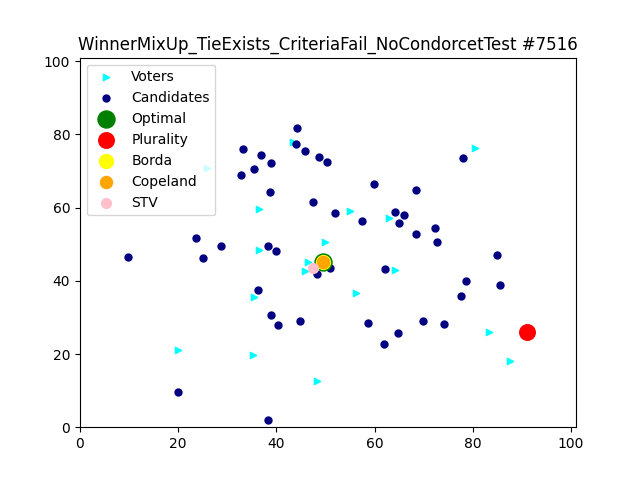 WinnerMixUp_TieExists_CriteriaFail_NoCondorcetTest #7516
100
80
60
40
20
0
Voters
Candidates
Optimal
Plurality
Borda
Copeland
STV
0 20 40 60 80 100